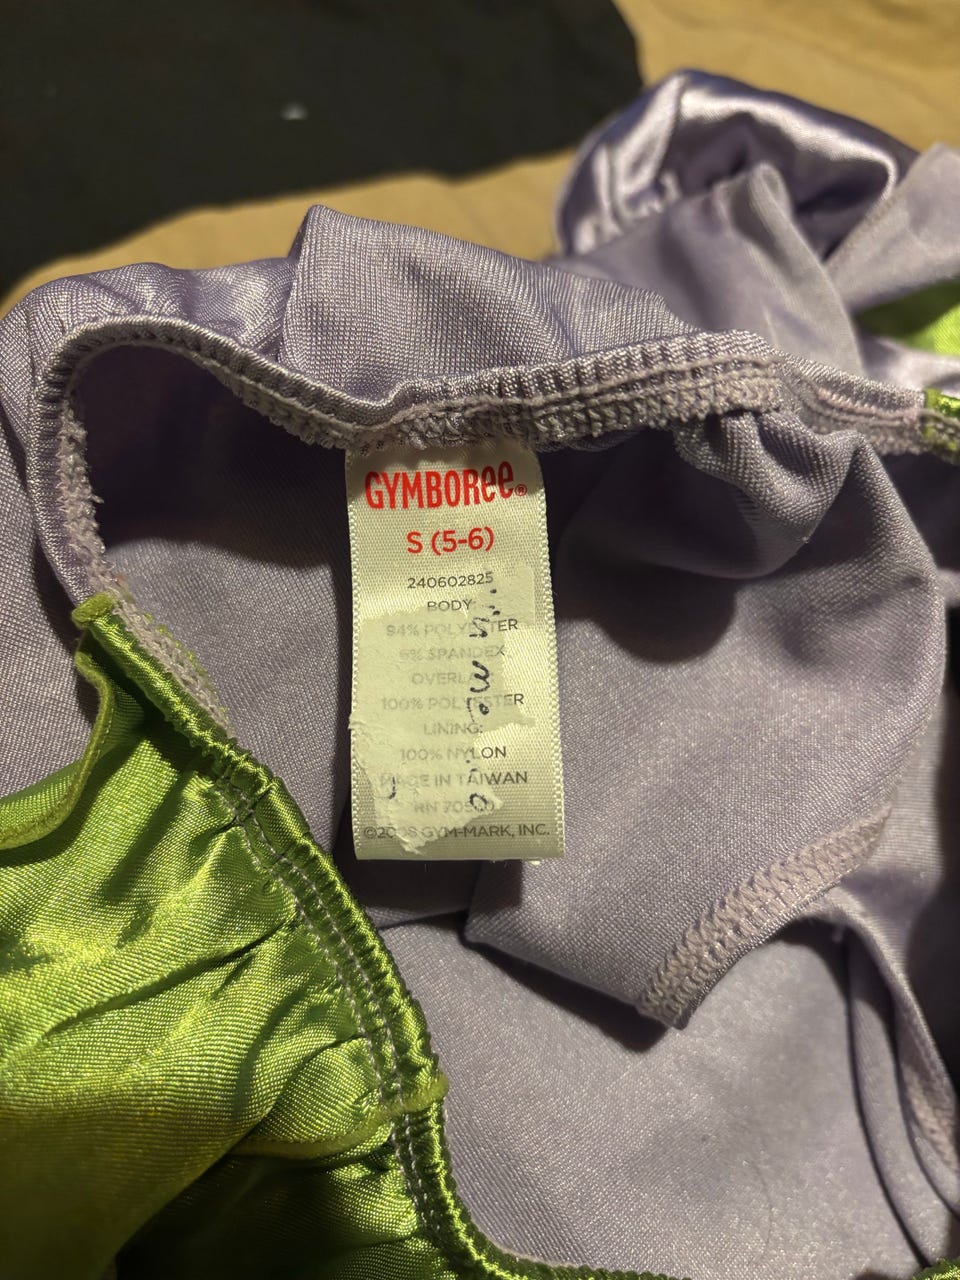 GYMBOREE®
S (5-6)
240602825
BODY:
94% POLYESTER
6% SPANDEX
OVERLAY:
100% POLYESTER
LINING:
100% NYLON
MADE IN TAIWAN
RN
©2008 GYM-MARK, INC.